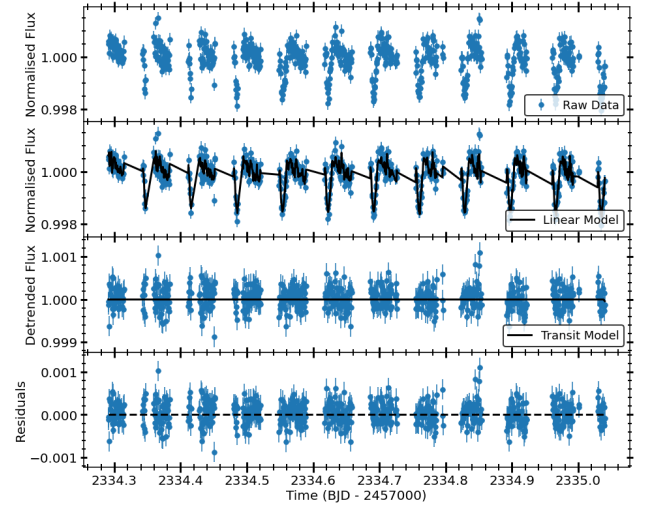 Normalised Flux
1.000
0.998
Raw Data
Normalised Flux
1.000
0.998
Linear Model
Detrended Flux
1.001
1.000
0.999
Transit Model
Residuals
0.001
0.000
−0.001
2334.3 2334.4 2334.5 2334.6 2334.7 2334.8 2334.9 2335.0
Time (BJD - 2457000)